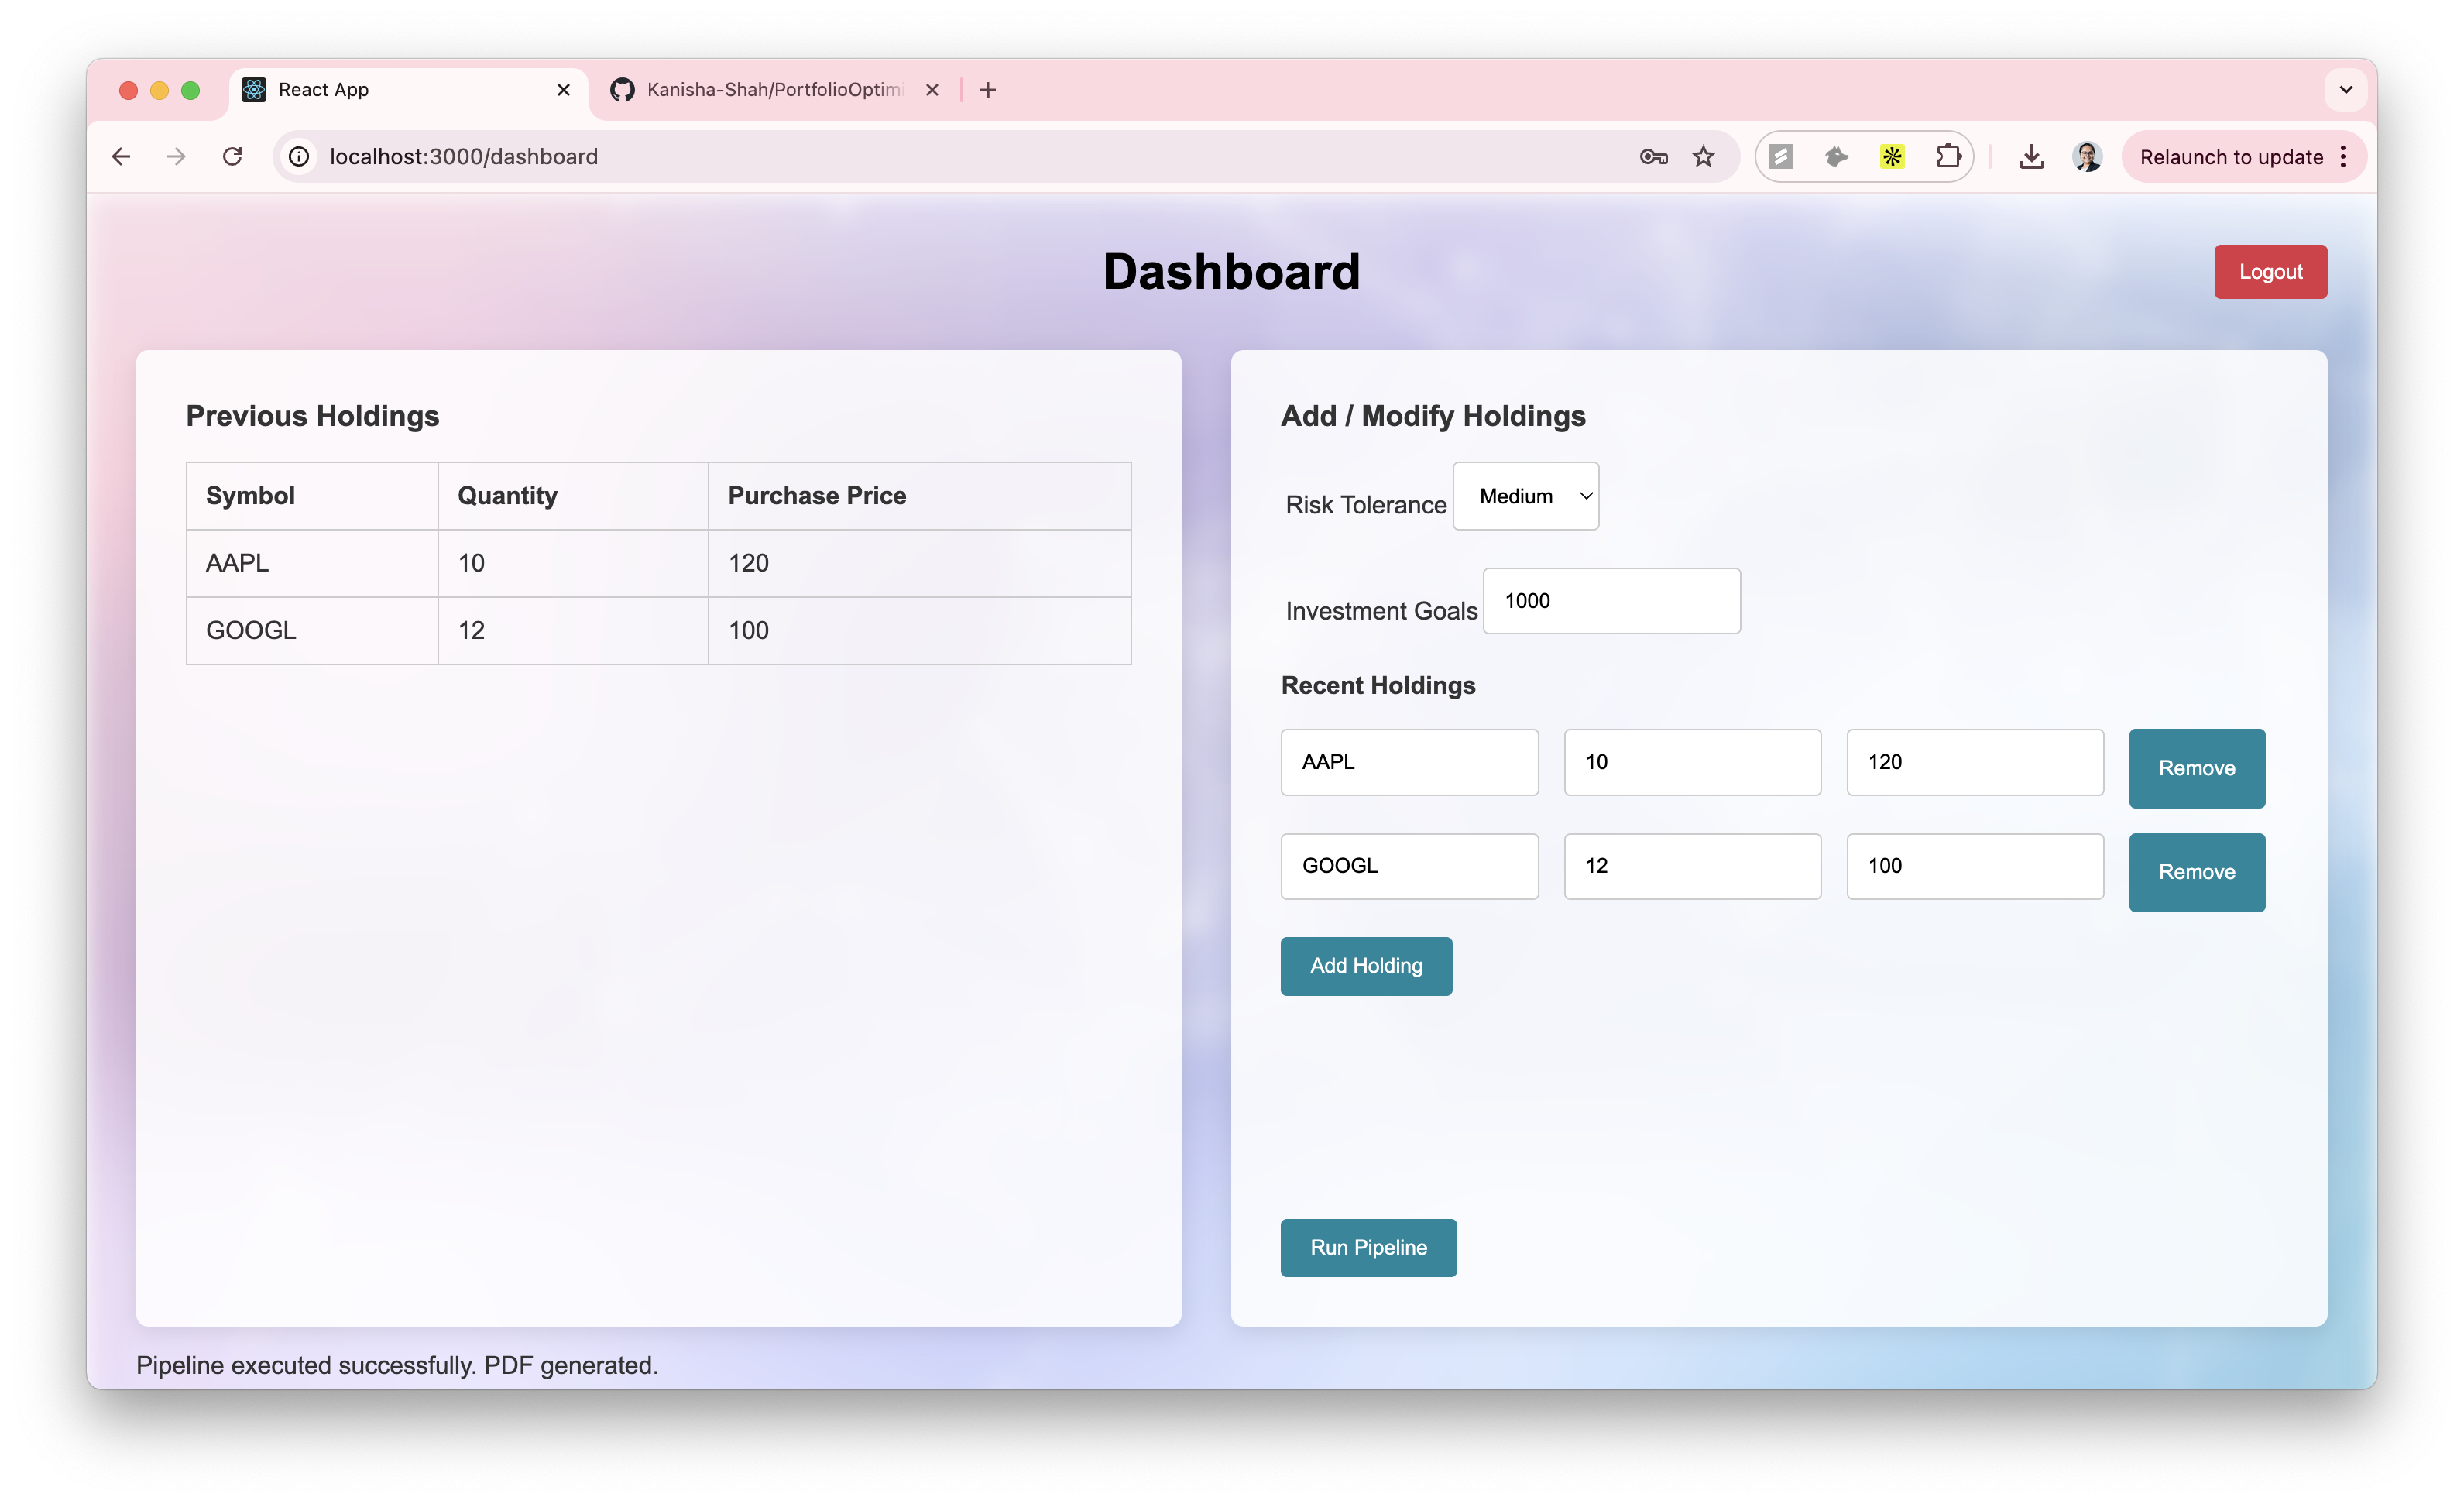 React App
Kanisha-Shah/PortfolioOptimi
localhost:3000/dashboard
Relaunch to update
Dashboard
Logout
Previous Holdings
Symbol Quantity Purchase Price
AAPL 10 120
GOOGL 12 100
Add / Modify Holdings
Risk Tolerance Medium
Investment Goals 1000
Recent Holdings
AAPL 10 120 Remove
GOOGL 12 100 Remove
Add Holding
Run Pipeline
Pipeline executed successfully. PDF generated.